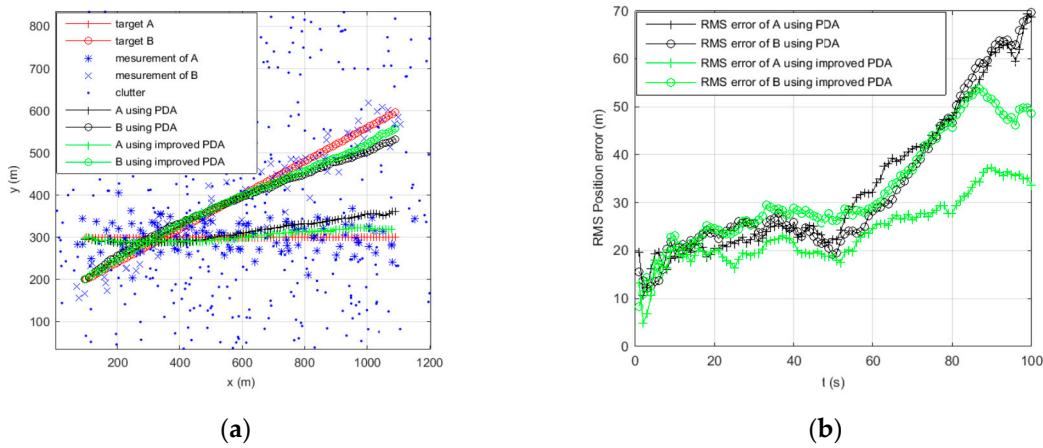 target A
target B
mesurement of A
mesurement of B
clutter
A using PDA
B using PDA
A using improved PDA
B using improved PDA
800
700
600
500
400
300
200
100
y (m)
200 400 600 800 1000 1200
x (m)
(a)
RMS error of A using PDA
RMS error of B using PDA
RMS error of A using improved PDA
RMS error of B using improved PDA
70
60
50
40
30
20
10
0
RMS Position error (m)
0 20 40 60 80 100
t (s)
(b)